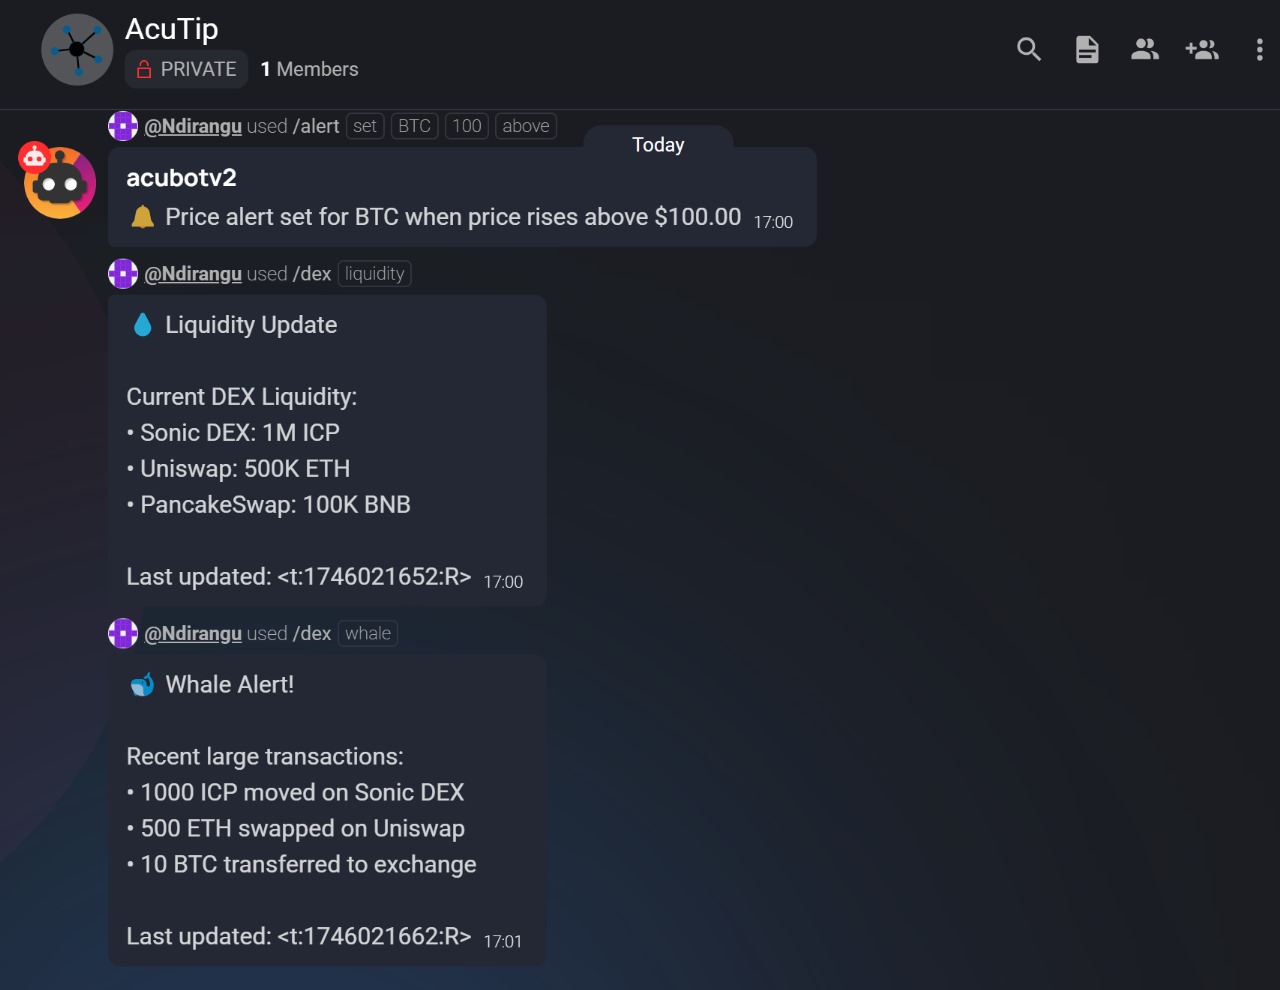 AcuTip
PRIVATE 1 Members
@Ndirangu used /alert set BTC 100 above
Today
acubotv2
🔔 Price alert set for BTC when price rises above $100.00 17:00
@Ndirangu used /dex liquidity
💧 Liquidity Update
Current DEX Liquidity:
• Sonic DEX: 1M ICP
• Uniswap: 500K ETH
• PancakeSwap: 100K BNB
Last updated: <t:1746021652:R> 17:00
@Ndirangu used /dex whale
🐳 Whale Alert!
Recent large transactions:
• 1000 ICP moved on Sonic DEX
• 500 ETH swapped on Uniswap
• 10 BTC transferred to exchange
Last updated: <t:1746021662:R> 17:01